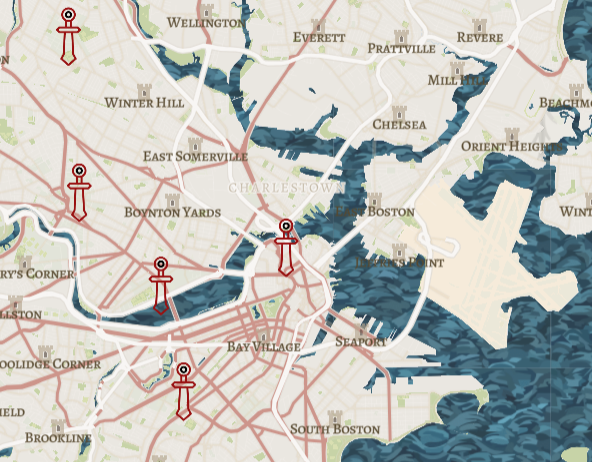 WELLINGTON
EVERETT
REVERE
PRATTVILLE
MILL HILL
WINTER HILL
BEACHM
CHELSEA
ORIENT HEIGHTS
EAST SOMERVILLE
CHARLESTOWN
BOYNTON YARDS
EAST BOSTON
WINT
JEFFRIES POINT
RY'S CORNER
LLSTON
BAY VILLAGE
SEAPORT
OOLIDGE CORNER
IELD
BROOKLINE
SOUTH BOSTON